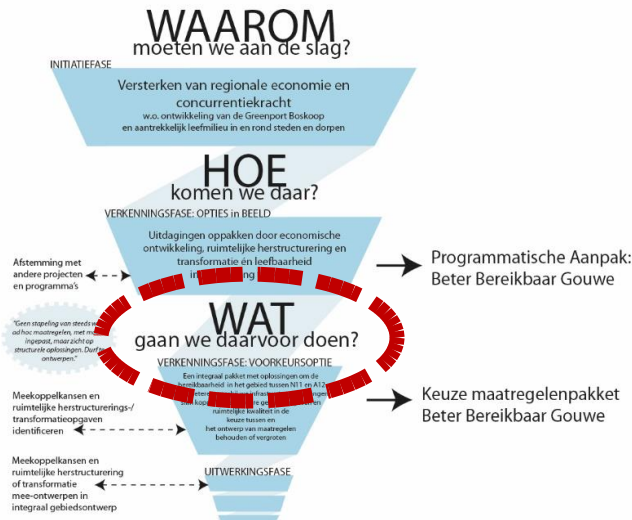 WAAROM
moeten we aan de slag?
INITIATIEFASE
Versterken van regionale economie en
concurrentiekracht
w.o. ontwikkeling van de Greenport Boskoop
en aantrekkelijk leefmilieu in en rond steden en dorpen
HOE
komen we daar?
VERKENNINGSFASE: OPTIES in BEELD
Uitdagingen oppakken door economische
ontwikkeling, ruimtelijke herstructurering en
transformatie én leefbaarheid
Afstemming met
andere projecten
en programma's
Programmatische Aanpak:
Beter Bereikbaar Gouwe
"Geen stapeling van steeds
ad hoc maatregelen, met
ingepast, maar zicht op
structurele oplossingen. Durf
ontwerpen."
WAT
gaan we daarvoor doen?
VERKENNINGSFASE: VOORKEURSOPTIE
Een integraal pakket met oplossingen om de
bereikbaarheid in het gebied tussen N11 en A12
ruimtelijke kwaliteit in de
keuze tussen en
het ontwerp van maatregelen
behouden of vergroten
Keuze maatregelenpakket
Beter Bereikbaar Gouwe
Meekoppelkansen en
ruimtelijke herstructurerings-/
transformatieopgaven
identificeren
UITWERKINGSFASE
Meekoppelkansen en
ruimtelijke herstructurering
of transformatie
mee-ontwerpen in
integraal gebiedsontwerp